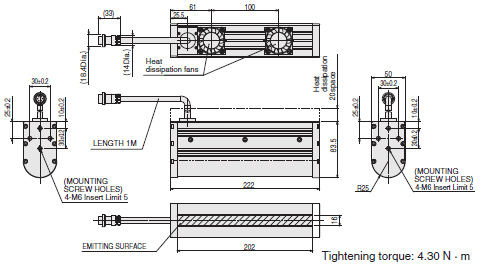 (33)
61
100
25.5
(18.4Dia.)
(14Dia.)
Heat
dissipation fans
Heat
dissipation
20space
30±0.2
25±0.2
10±0.2
30±0.2
LENGTH 1M
83.5
222
50
30±0.2
25±0.2
10±0.2
30±0.2
R25
(MOUNTING
SCREW HOLES)
4-M6 Insert Limit 5
(MOUNTING
SCREW HOLES)
4-M6 Insert Limit 5
16
EMITTING SURFACE
202
Tightening torque: 4.30 N · m